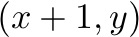 (x + 1, y)